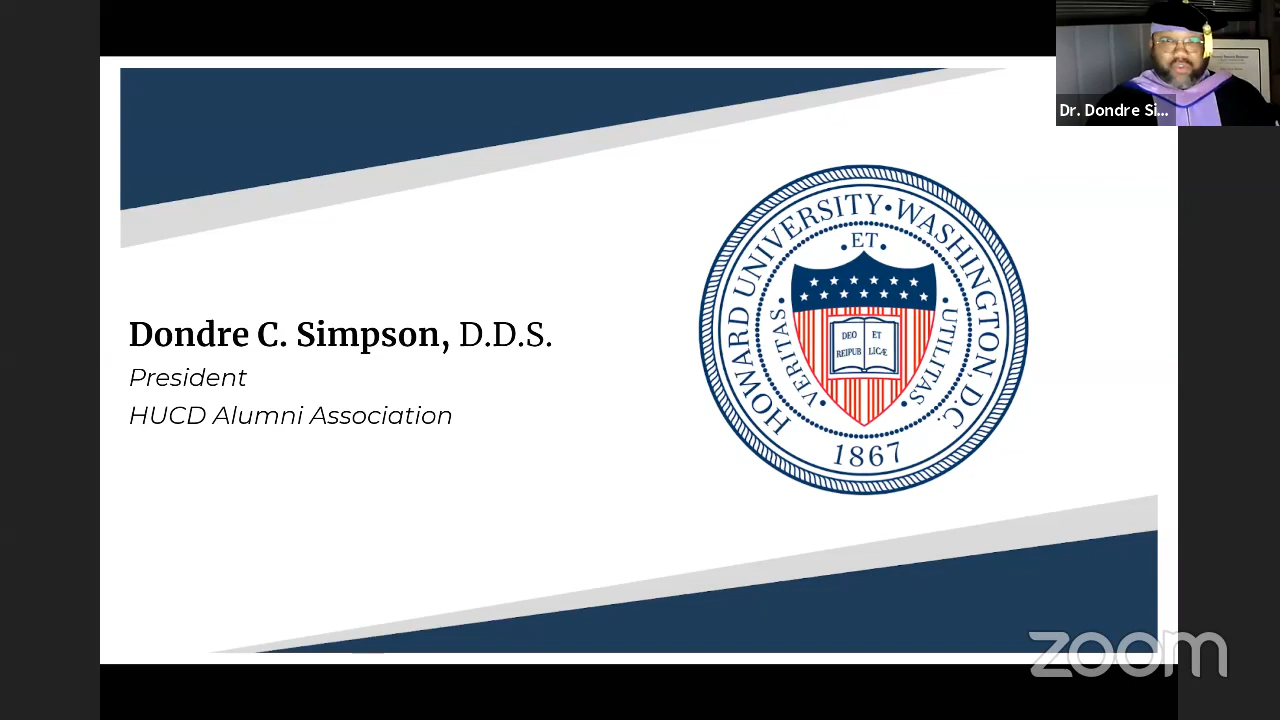 Dr. Dondre Si...
HOWARD UNIVERSITY • WASHINGTON, D.C.
• ET •
• VERITAS •
• UTILITAS •
DEO ET
REIPUB LICÆ
1867
Dondre C. Simpson, D.D.S.
President
HUCD Alumni Association
zoom